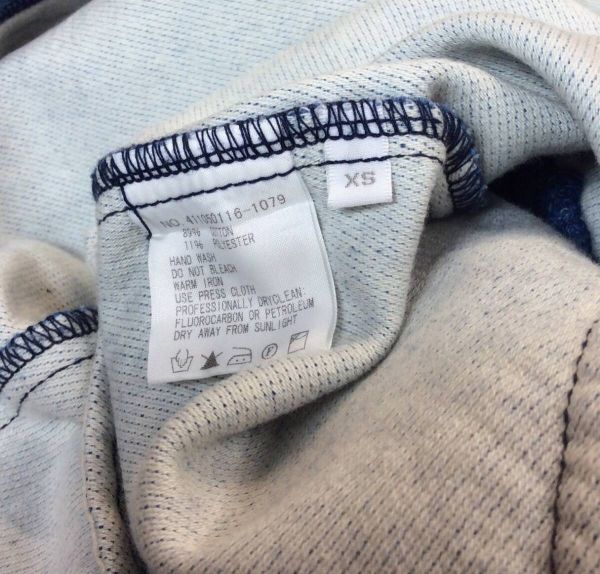 XS
NO. 411050116-1079
89% COTTON
11% POLYESTER
HAND WASH
DO NOT BLEACH
WARM IRON
USE PRESS CLOTH
PROFESSIONALLY DRYCLEAN:
FLUOROCARBON OR PETROLEUM
DRY AWAY FROM SUNLIGHT